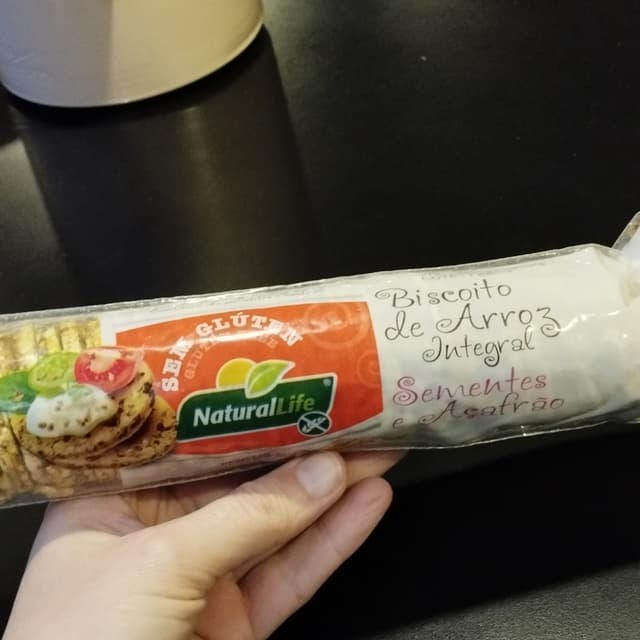 SEM GLÚTEN
NaturalLife
Biscoito
de Arroz
Integral
Sementes
e Açafrão